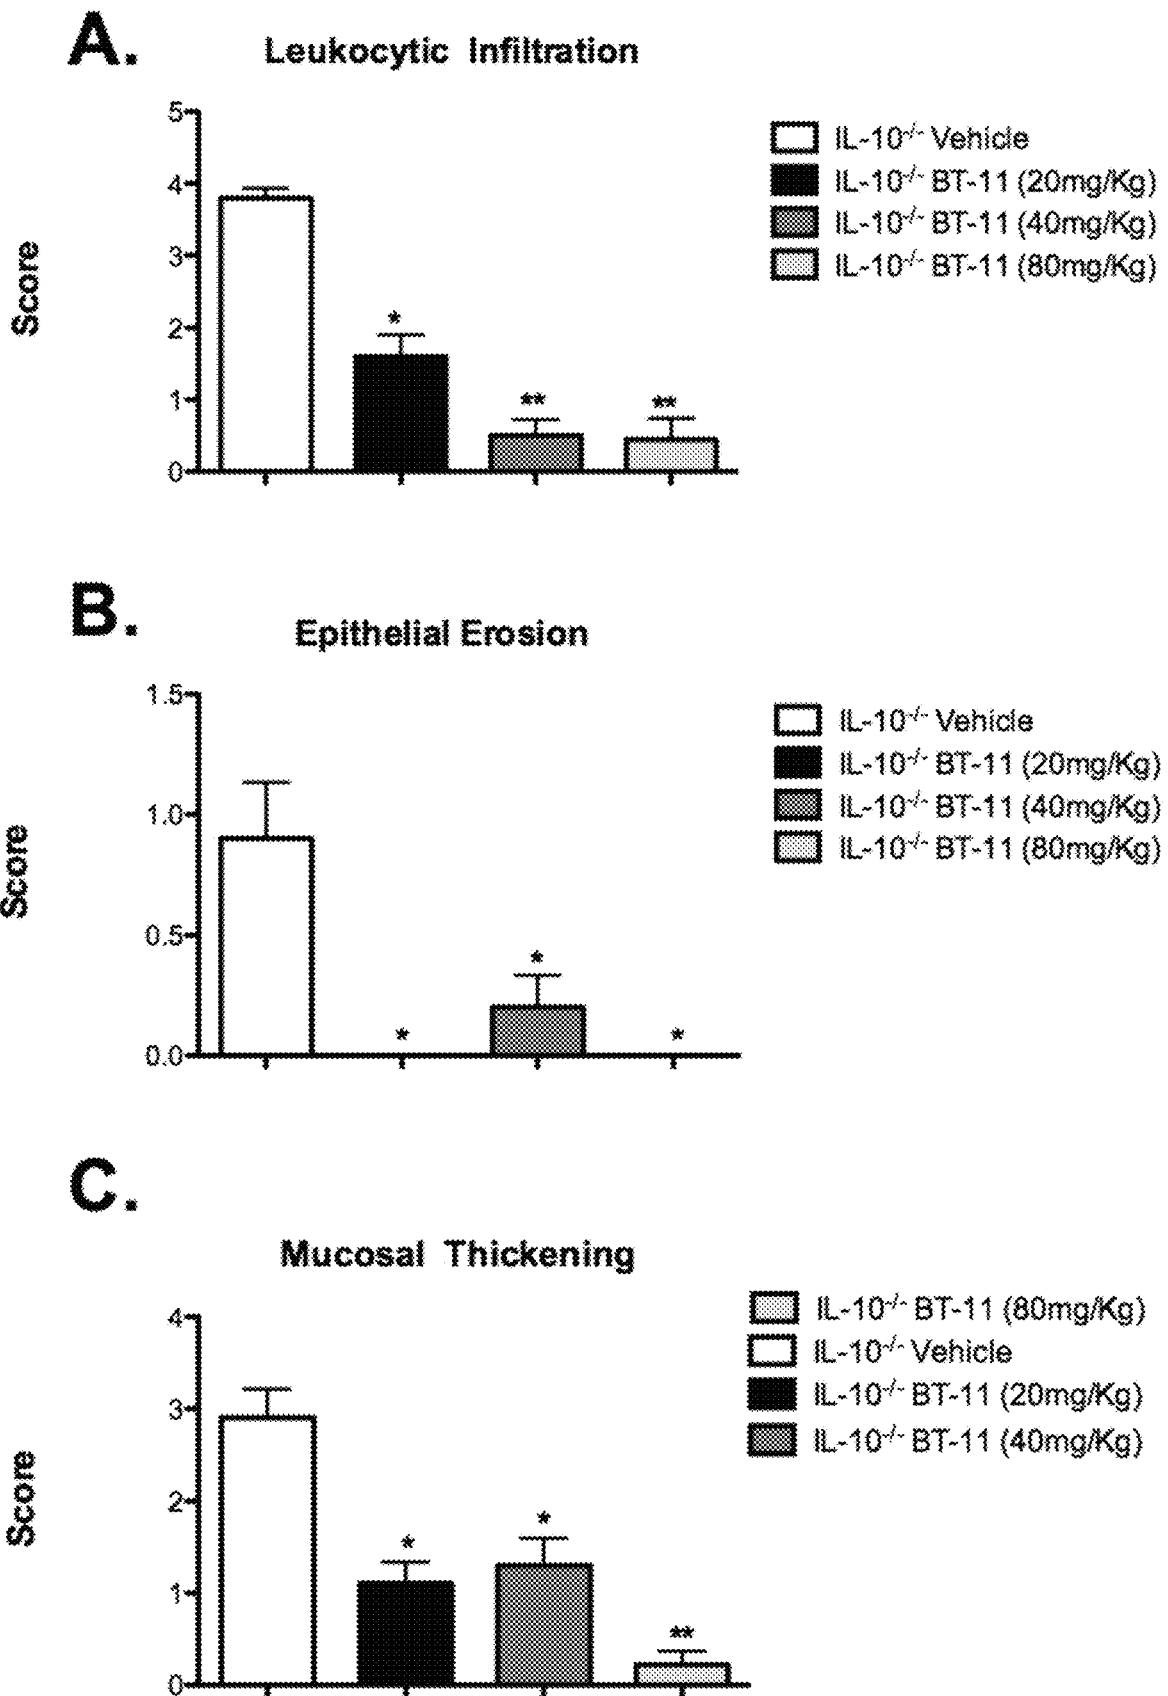 A.
Leukocytic Infiltration
Score
5
4
3
2
1
0
*
**
**
IL-10-/- Vehicle
IL-10-/- BT-11 (20mg/Kg)
IL-10-/- BT-11 (40mg/Kg)
IL-10-/- BT-11 (80mg/Kg)
B.
Epithelial Erosion
Score
1.5
1.0
0.5
0.0
*
*
*
IL-10-/- Vehicle
IL-10-/- BT-11 (20mg/Kg)
IL-10-/- BT-11 (40mg/Kg)
IL-10-/- BT-11 (80mg/Kg)
C.
Mucosal Thickening
Score
4
3
2
1
0
*
*
**
IL-10-/- BT-11 (80mg/Kg)
IL-10-/- Vehicle
IL-10-/- BT-11 (20mg/Kg)
IL-10-/- BT-11 (40mg/Kg)